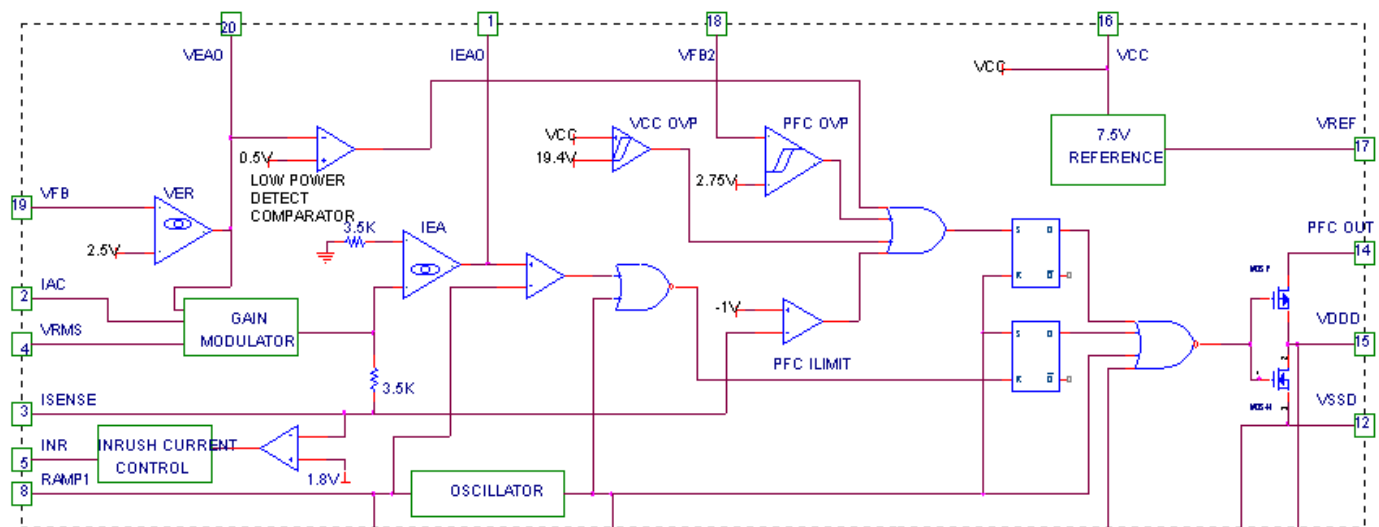 20 1 18 16
VEAO IEAO VFB2 VCC
VCC
VCC OVP PFC OVP
VCC
19.4V
7.5V
REFERENCE
VREF
17
0.5V
LOW POWER
DETECT
COMPARATOR
2.75V
VFB
19
VER
2.5V
3.5K
IEA
S Q
R Q
PFC OUT
14
IAC
2
GAIN
MODULATOR
VRMS
4
-1V
PFC ILIMIT
S Q
R Q
VDDD
15
3.5K
ISENSE
3
VSSD
12
INR
5
INRUSH CURRENT
CONTROL
1.8V
RAMP1
8
OSCILLATOR